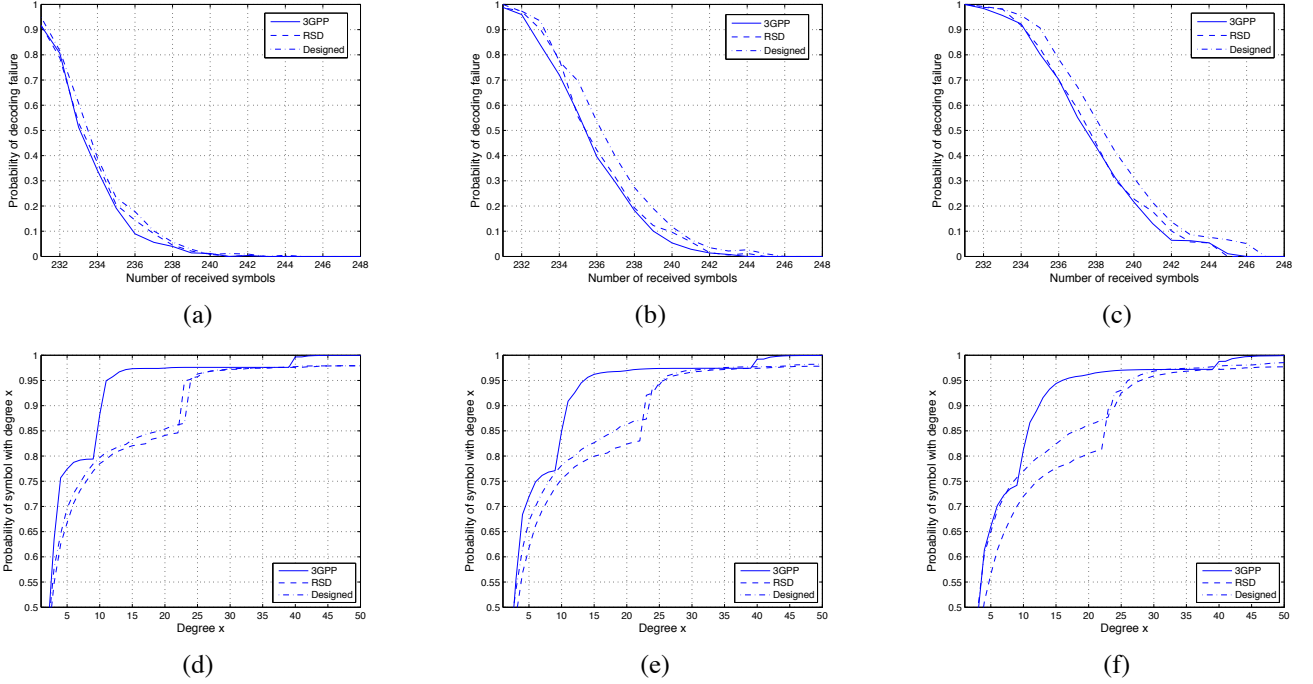 1
0.9
0.8
0.7
0.6
0.5
0.4
0.3
0.2
0.1
0
Probability of decoding failure
3GPP
RSD
Designed
232 234 236 238 240 242 244 246 248
Number of received symbols
(a)
1
0.9
0.8
0.7
0.6
0.5
0.4
0.3
0.2
0.1
0
Probability of decoding failure
3GPP
RSD
Designed
232 234 236 238 240 242 244 246 248
Number of received symbols
(b)
1
0.9
0.8
0.7
0.6
0.5
0.4
0.3
0.2
0.1
0
Probability of decoding failure
3GPP
RSD
Designed
232 234 236 238 240 242 244 246 248
Number of received symbols
(c)
1
0.95
0.9
0.85
0.8
0.75
0.7
0.65
0.6
0.55
0.5
Probability of symbol with degree x
3GPP
RSD
Designed
5 10 15 20 25 30 35 40 45 50
Degree x
(d)
1
0.95
0.9
0.85
0.8
0.75
0.7
0.65
0.6
0.55
0.5
Probability of symbol with degree x
3GPP
RSD
Designed
5 10 15 20 25 30 35 40 45 50
Degree x
(e)
1
0.95
0.9
0.85
0.8
0.75
0.7
0.65
0.6
0.55
0.5
Probability of symbol with degree x
3GPP
RSD
Designed
5 10 15 20 25 30 35 40 45 50
Degree x
(f)